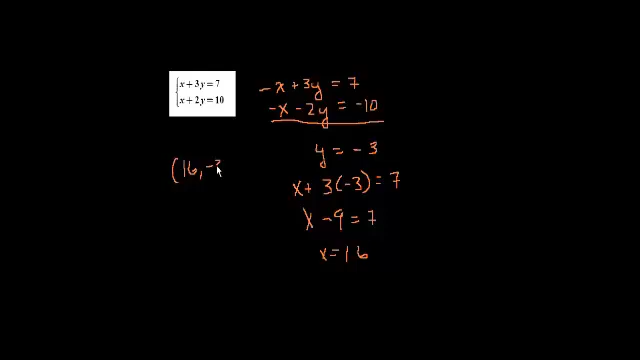 x + 3y = 7
x + 2y = 10
-x + 3y = 7
-x - 2y = -10
y = -3
x + 3(-3) = 7
x - 9 = 7
x = 16
(16, -3